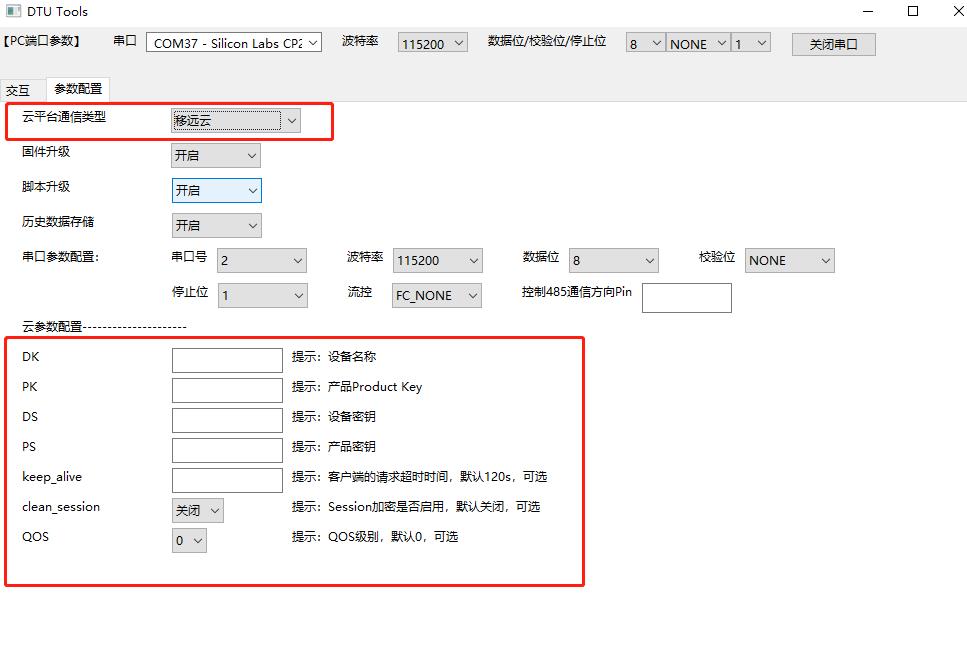 DTU Tools
【PC端口参数】 串口 COM37 - Silicon Labs CP2 波特率 115200 数据位/校验位/停止位 8 NONE 1 关闭串口
交互 参数配置
云平台通信类型 移远云
固件升级 开启
脚本升级 开启
历史数据存储 开启
串口参数配置: 串口号 2 波特率 115200 数据位 8 校验位 NONE
停止位 1 流控 FC_NONE 控制485通信方向Pin
云参数配置---------------------
DK 提示：设备名称
PK 提示：产品Product Key
DS 提示：设备密钥
PS 提示：产品密钥
keep_alive 提示：客户端的请求超时时间，默认120s，可选
clean_session 关闭 提示：Session加密是否启用，默认关闭，可选
QOS 0 提示：QOS级别，默认0，可选